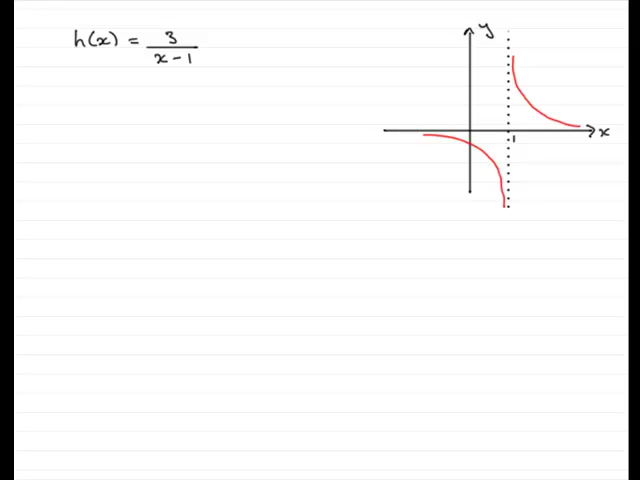 h(x) = 3/(x - 1)
y
x
1